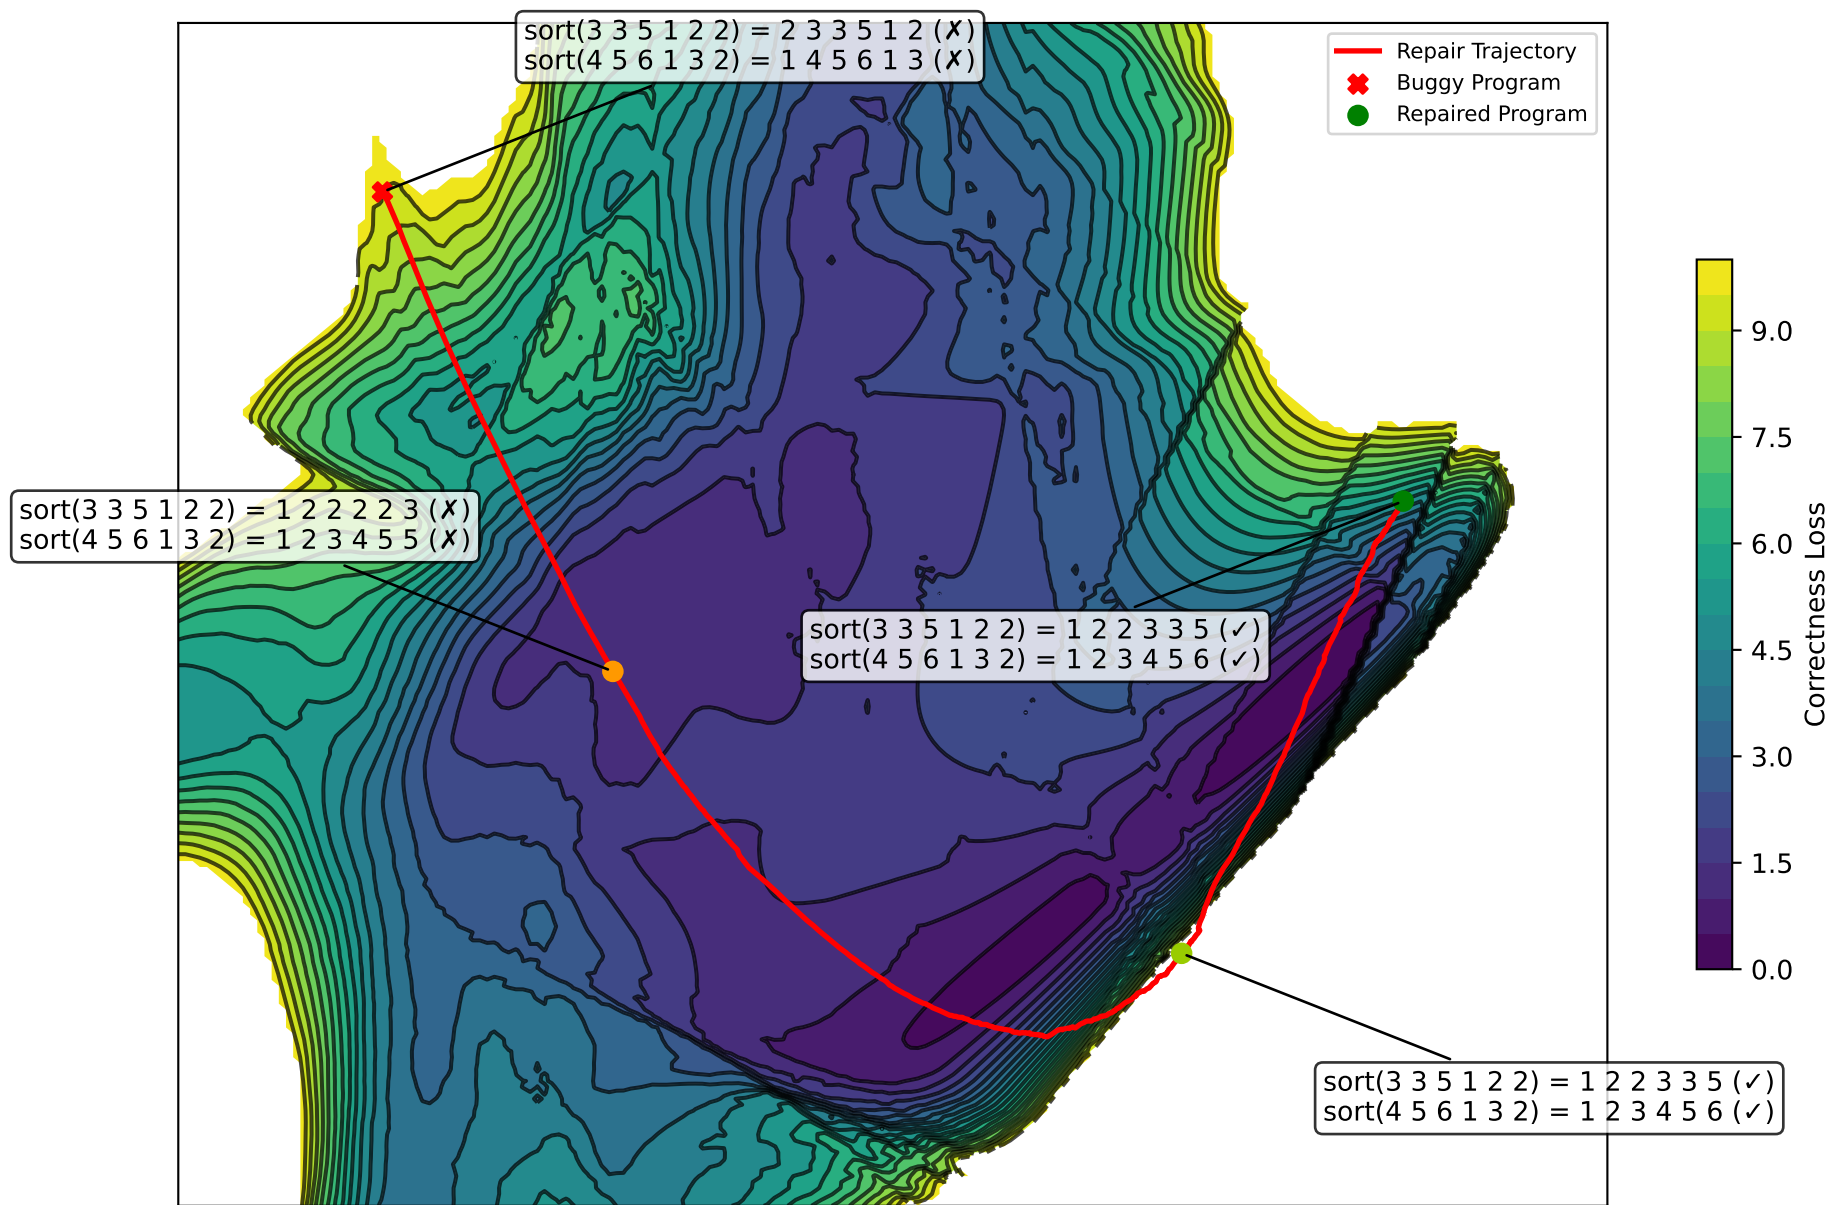 sort(3 3 5 1 2 2) = 2 3 3 5 1 2 (✗)
sort(4 5 6 1 3 2) = 1 4 5 6 1 3 (✗)
Repair Trajectory
Buggy Program
Repaired Program
sort(3 3 5 1 2 2) = 1 2 2 2 2 3 (✗)
sort(4 5 6 1 3 2) = 1 2 3 4 5 5 (✗)
sort(3 3 5 1 2 2) = 1 2 2 3 3 5 (✓)
sort(4 5 6 1 3 2) = 1 2 3 4 5 6 (✓)
sort(3 3 5 1 2 2) = 1 2 2 3 3 5 (✓)
sort(4 5 6 1 3 2) = 1 2 3 4 5 6 (✓)
9.0
7.5
6.0
4.5
3.0
1.5
0.0
Correctness Loss